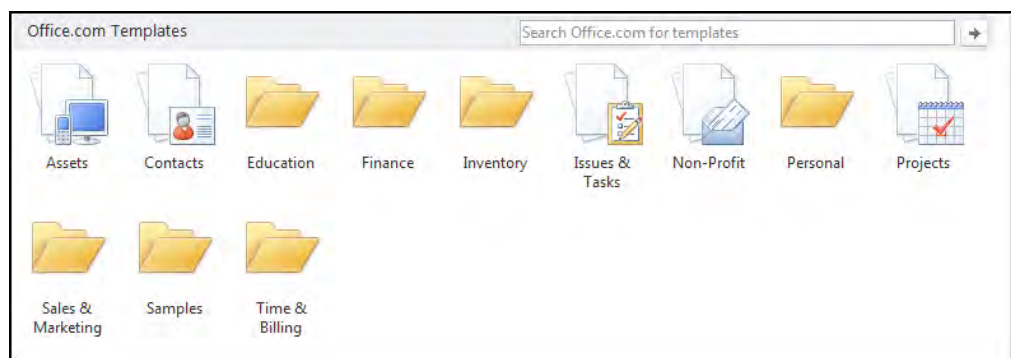 Office.com Templates
Search Office.com for templates
Assets
Contacts
Education
Finance
Inventory
Issues &
Tasks
Non-Profit
Personal
Projects
Sales &
Marketing
Samples
Time &
Billing